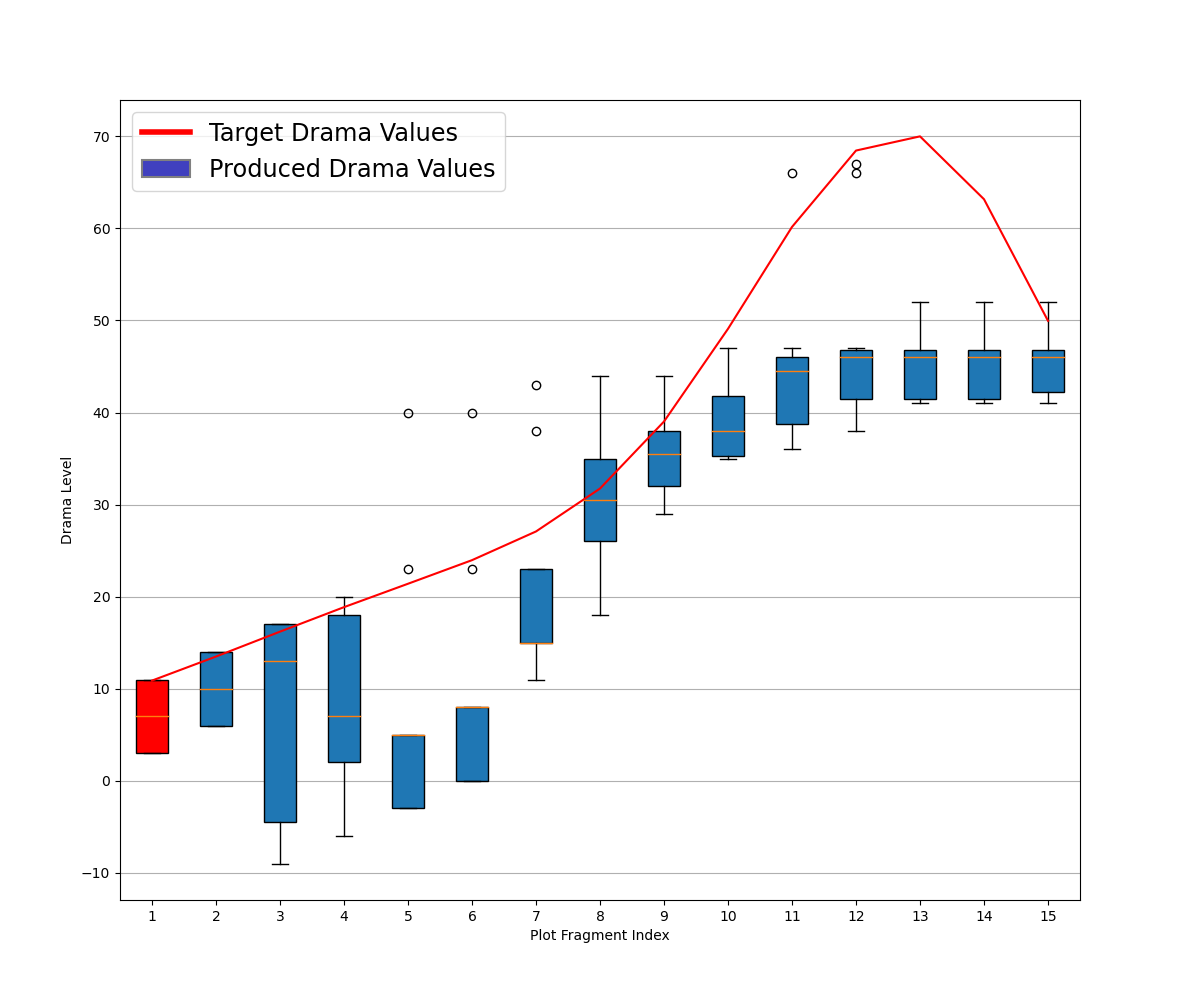 Target Drama Values
Produced Drama Values
70
60
50
40
30
20
10
0
−10
Drama Level
1 2 3 4 5 6 7 8 9 10 11 12 13 14 15
Plot Fragment Index